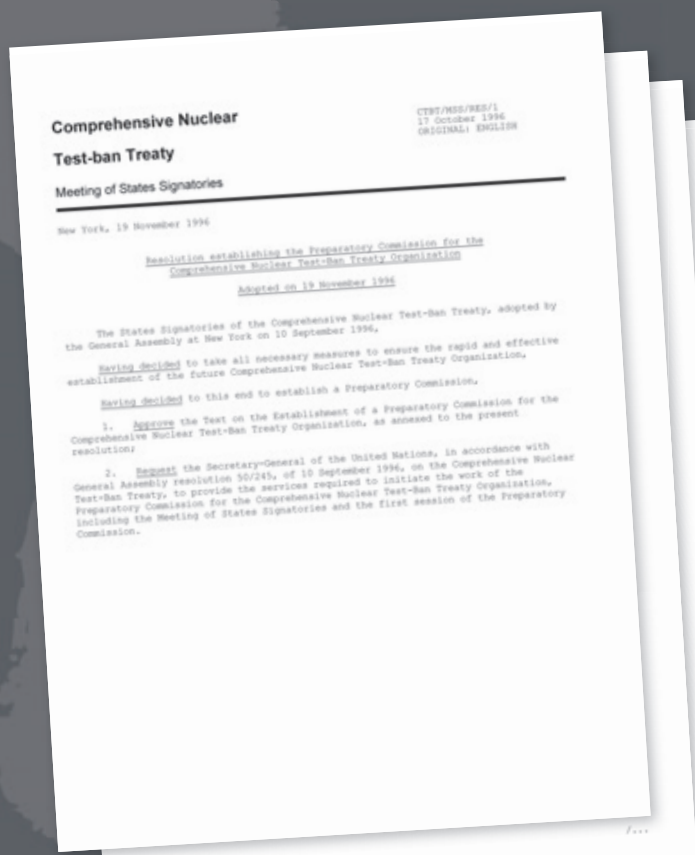 Comprehensive Nuclear
Test-ban Treaty
Meeting of States Signatories
CTBT/MSS/RES/1
17 October 1996
ORIGINAL: ENGLISH
New York, 19 November 1996
Resolution establishing the Preparatory Commission for the
Comprehensive Nuclear Test-Ban Treaty Organization
Adopted on 19 November 1996
The States Signatories of the Comprehensive Nuclear Test-Ban Treaty, adopted by
the General Assembly at New York on 10 September 1996,
Having decided to take all necessary measures to ensure the rapid and effective
establishment of the future Comprehensive Nuclear Test-Ban Treaty Organization,
Having decided to this end to establish a Preparatory Commission,
1. Approve the Text on the Establishment of a Preparatory Commission for the
Comprehensive Nuclear Test-Ban Treaty Organization, as annexed to the present
resolution;
2. Request the Secretary-General of the United Nations, in accordance with
General Assembly resolution 50/245, of 10 September 1996, on the Comprehensive Nuclear
Test-Ban Treaty, to provide the services required to initiate the work of the
Preparatory Commission for the Comprehensive Nuclear Test-Ban Treaty Organization,
including the Meeting of States Signatories and the first session of the Preparatory
Commission.
/...